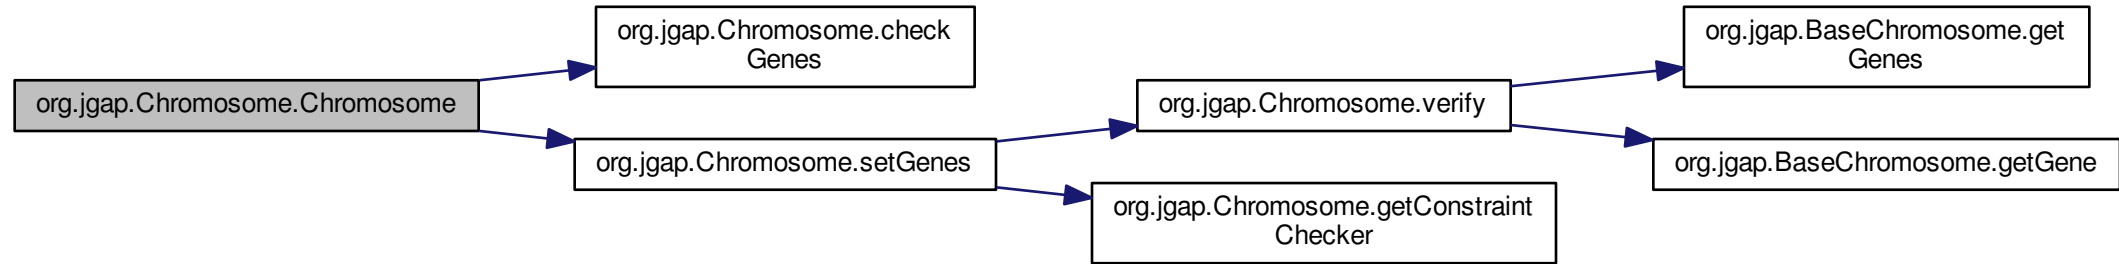 org.jgap.Chromosome.Chromosome
org.jgap.Chromosome.check
Genes
org.jgap.Chromosome.setGenes
org.jgap.Chromosome.verify
org.jgap.Chromosome.getConstraint
Checker
org.jgap.BaseChromosome.get
Genes
org.jgap.BaseChromosome.getGene